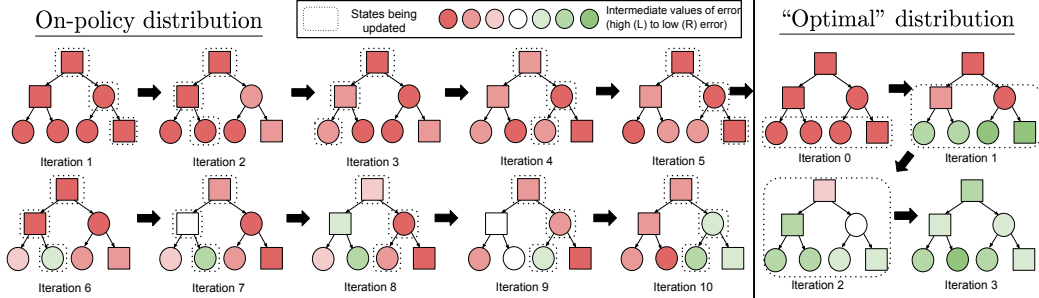 On-policy distribution
States being
updated
Intermediate values of error
(high (L) to low (R) error)
"Optimal" distribution
Iteration 1
Iteration 2
Iteration 3
Iteration 4
Iteration 5
Iteration 0
Iteration 1
Iteration 6
Iteration 7
Iteration 8
Iteration 9
Iteration 10
Iteration 2
Iteration 3